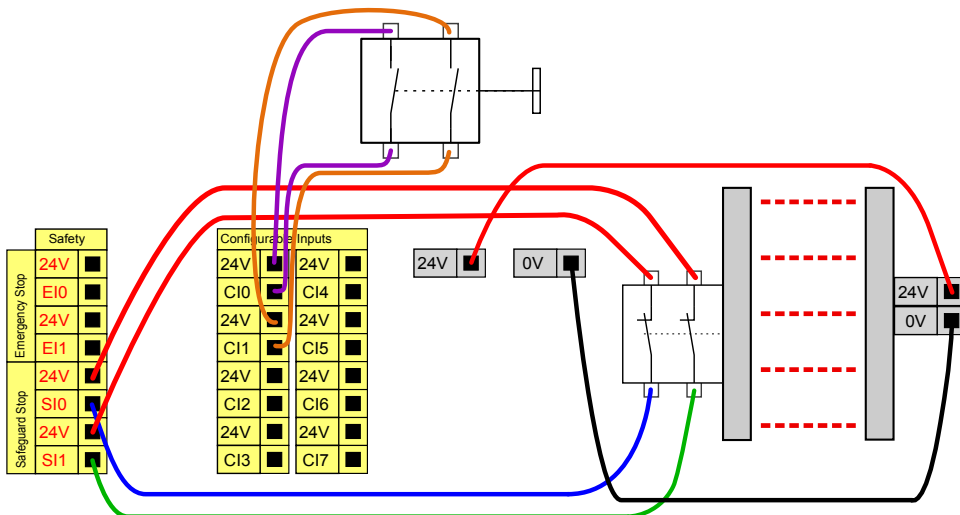 Safety
Emergency Stop
24V
EI0
24V
EI1
Safeguard Stop
24V
SI0
24V
SI1
Configurable Inputs
24V 24V
CI0 CI4
24V 24V
CI1 CI5
24V 24V
CI2 CI6
24V 24V
CI3 CI7
24V
0V
24V
0V